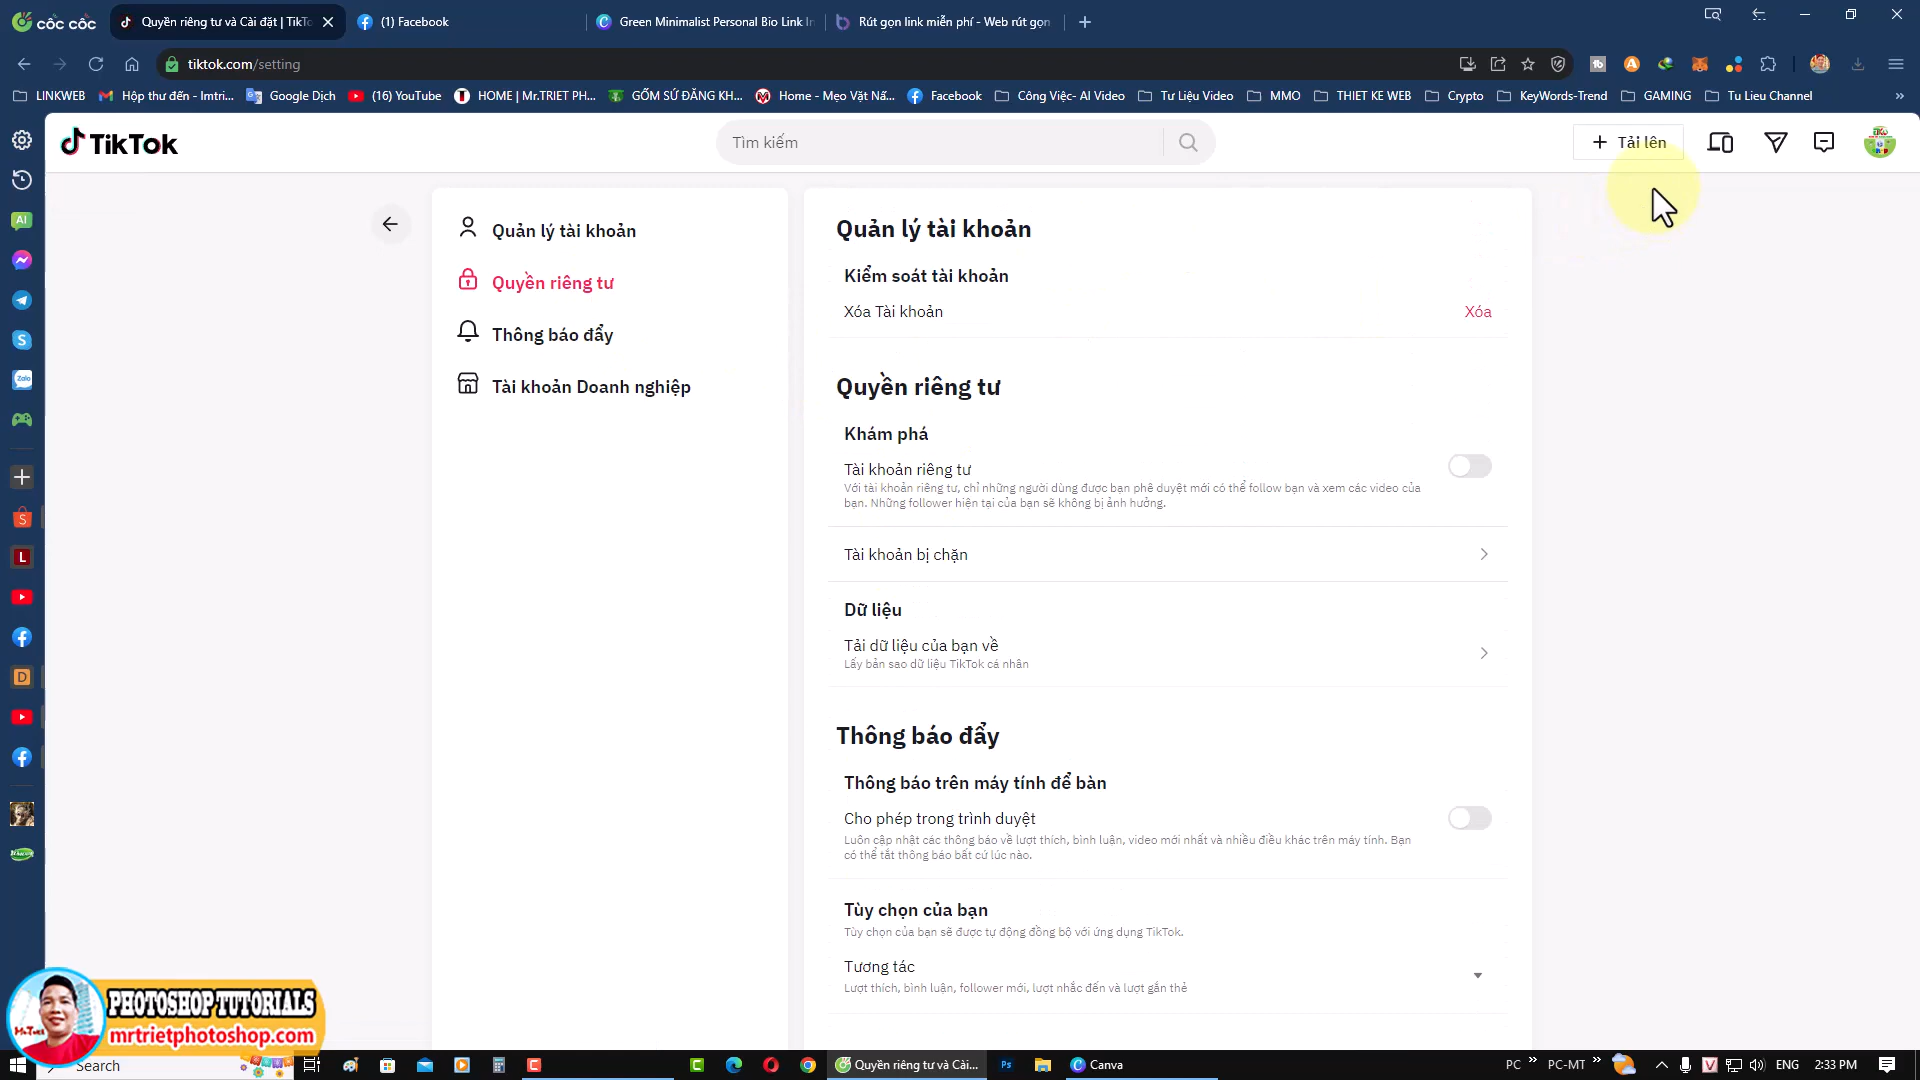 cốc cốc
Quyền riêng tư và Cài đặt | TikTo
(1) Facebook
Green Minimalist Personal Bio Link In
Rút gọn link miễn phí - Web rút gọn
tiktok.com/setting
LINKWEB
Hộp thư đến - Imtri...
Google Dịch
(16) YouTube
HOME | Mr.TRIET PH...
GỐM SỨ ĐĂNG KH...
Home - Mẹo Vặt Nấ...
Facebook
Công Việc- AI Video
Tư Liệu Video
MMO
THIET KE WEB
Crypto
KeyWords-Trend
GAMING
Tu Lieu Channel
TikTok
Tìm kiếm
Tải lên
Quản lý tài khoản
Quyền riêng tư
Thông báo đẩy
Tài khoản Doanh nghiệp
Quản lý tài khoản
Kiểm soát tài khoản
Xóa Tài khoản
Xóa
Quyền riêng tư
Khám phá
Tài khoản riêng tư
Với tài khoản riêng tư, chỉ những người dùng được bạn phê duyệt mới có thể follow bạn và xem các video của
bạn. Những follower hiện tại của bạn sẽ không bị ảnh hưởng.
Tài khoản bị chặn
Dữ liệu
Tải dữ liệu của bạn về
Lấy bản sao dữ liệu TikTok cá nhân
Thông báo đẩy
Thông báo trên máy tính để bàn
Cho phép trong trình duyệt
Luôn cập nhật các thông báo về lượt thích, bình luận, video mới nhất và nhiều điều khác trên máy tính. Bạn
có thể tắt thông báo bất cứ lúc nào.
Tùy chọn của bạn
Tùy chọn của bạn sẽ được tự động đồng bộ với ứng dụng TikTok.
Tương tác
Lượt thích, bình luận, follower mới, lượt nhắc đến và lượt gắn thẻ
AI
Zalo
L
D
PHOTOSHOP TUTORIALS
mrtrietphotoshop.com
Search
Quyền riêng tư và Cài...
Ps
Canva
PC
PC-MT
ENG
2:33 PM